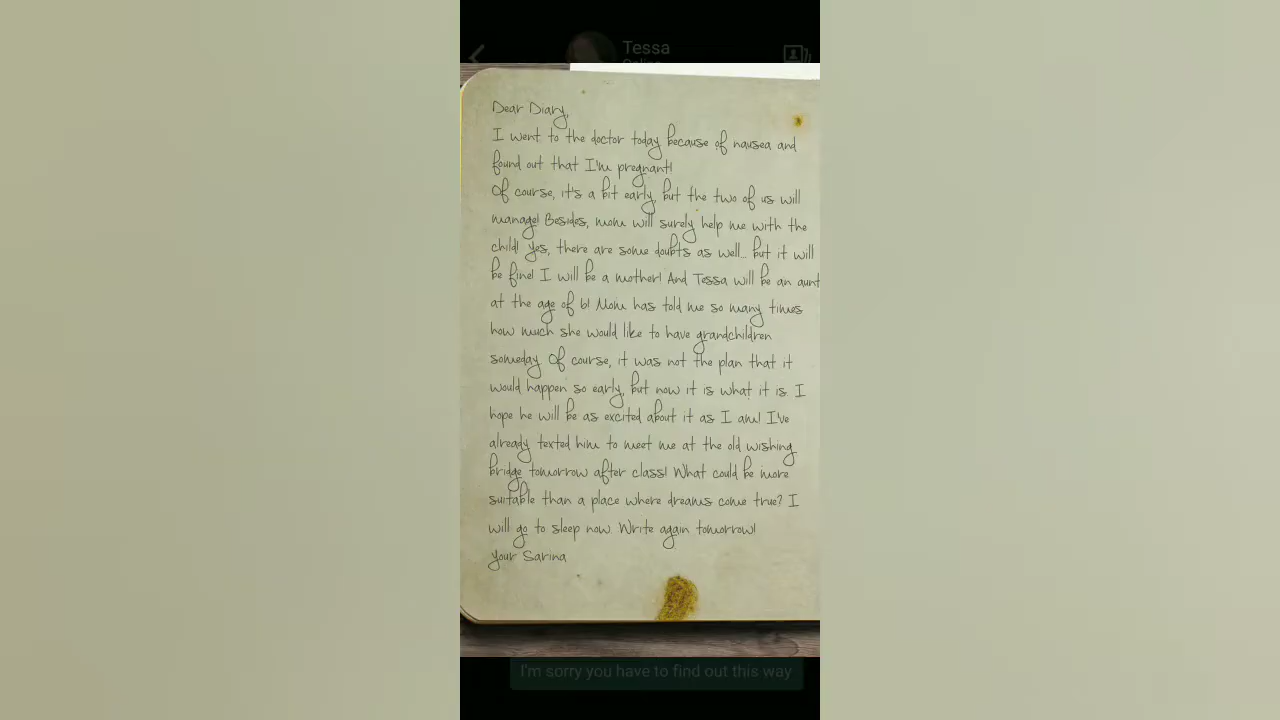 Tessa
Online
Dear Diary,
I went to the doctor today because of nausea and
found out that I'm pregnant!
Of course, it's a bit early, but the two of us will
manage! Besides, mom will surely help me with the
child! Yes, there are some doubts as well... but it will
be fine! I will be a mother! And Tessa will be an aunt
at the age of 6! Mom has told me so many times
how much she would like to have grandchildren
someday. Of course, it was not the plan that it
would happen so early, but now it is what it is. I
hope he will be as excited about it as I am! I've
already texted him to meet me at the old wishing
bridge tomorrow after class! What could be more
suitable than a place where dreams come true? I
will go to sleep now. Write again tomorrow!
Your Sarina
I'm sorry you have to find out this way